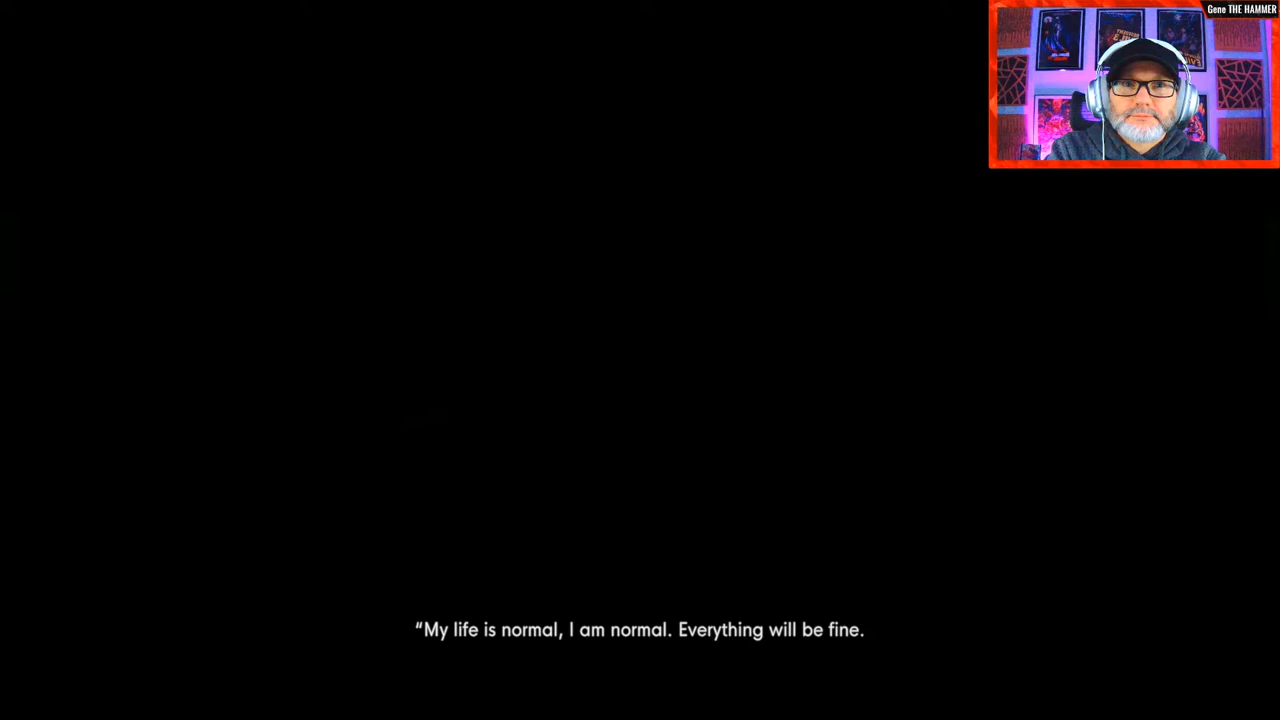 Gene THE HAMMER
"My life is normal, I am normal. Everything will be fine.